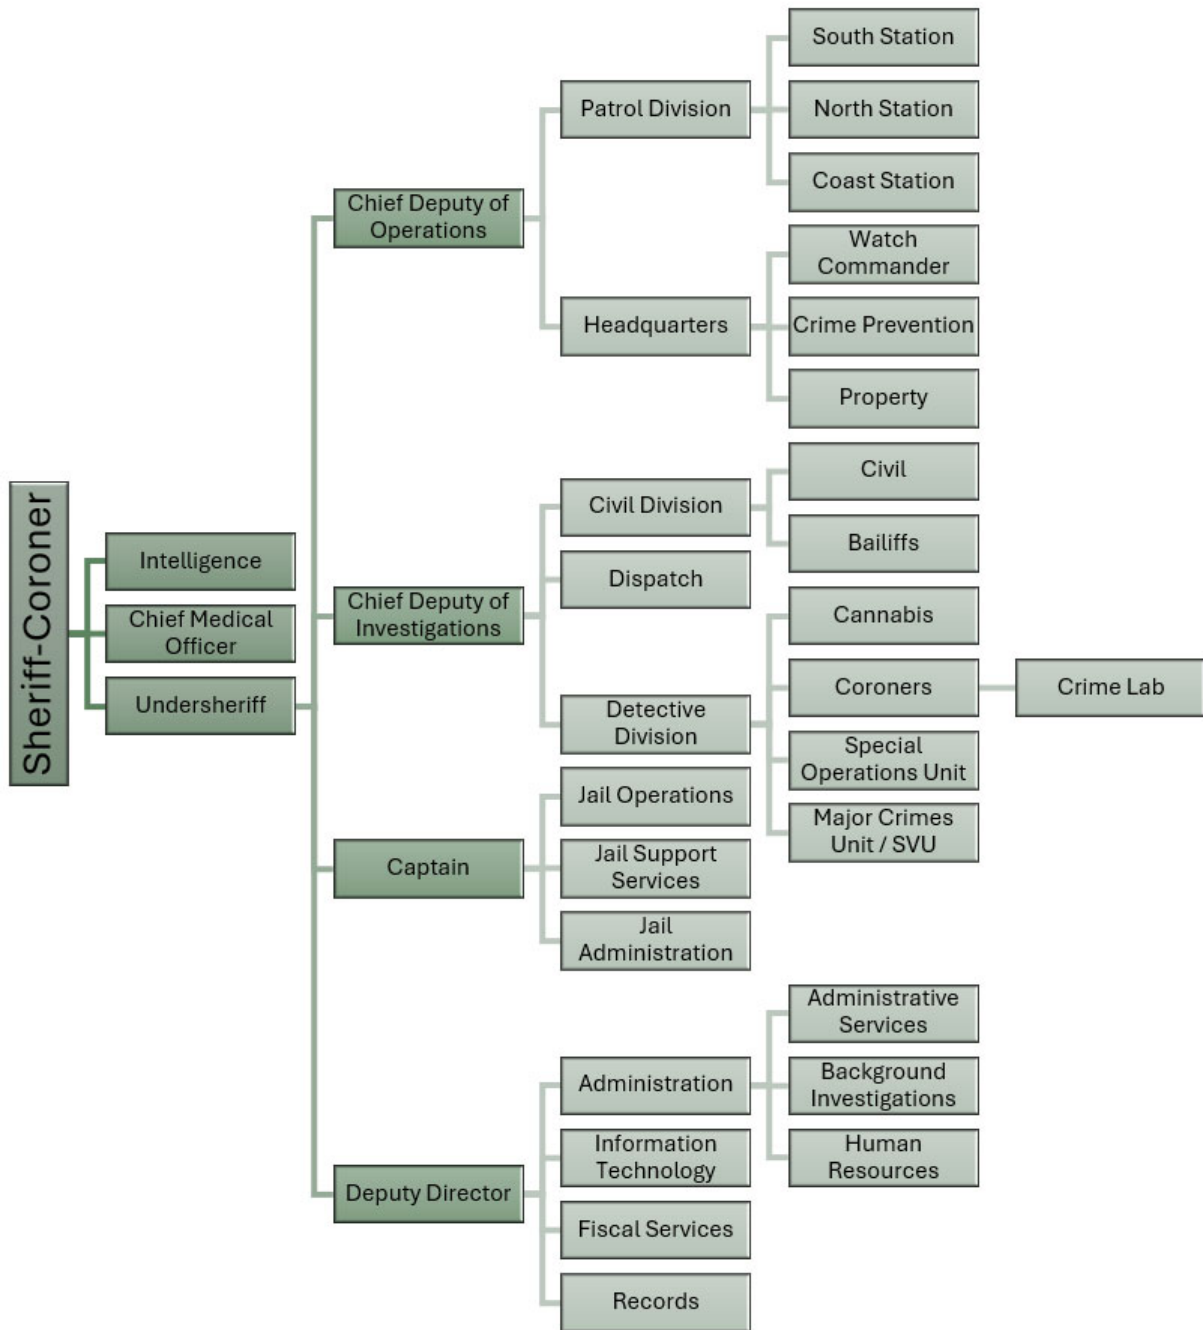 Sheriff-Coroner
Intelligence
Chief Medical
Officer
Undersheriff
Chief Deputy of
Operations
Patrol Division
South Station
North Station
Coast Station
Headquarters
Watch
Commander
Crime Prevention
Property
Chief Deputy of
Investigations
Civil Division
Civil
Bailiffs
Dispatch
Detective
Division
Cannabis
Coroners
Crime Lab
Special
Operations Unit
Major Crimes
Unit / SVU
Captain
Jail Operations
Jail Support
Services
Jail
Administration
Deputy Director
Administration
Administrative
Services
Background
Investigations
Human
Resources
Information
Technology
Fiscal Services
Records